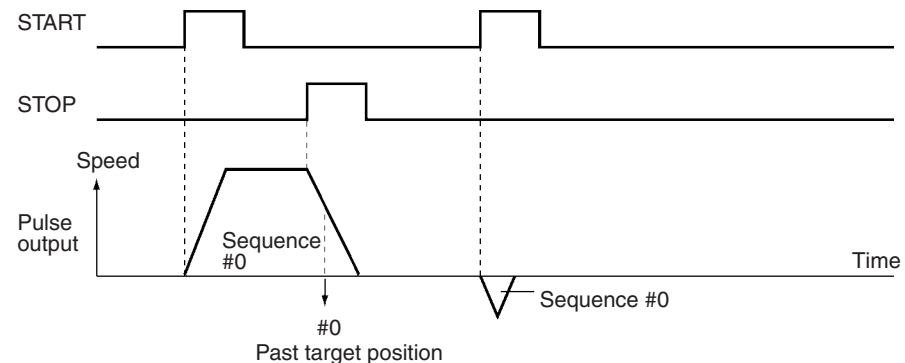 START
STOP
Speed
Pulse
output
Sequence
#0
Time
Sequence #0
#0
Past target position